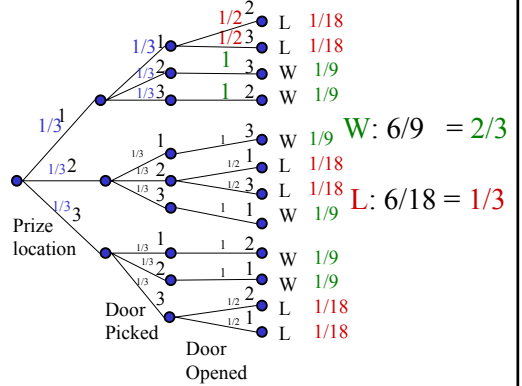 1/2 2 L 1/18
1/3 1 1/2 3 L 1/18
1/3 2 1 3 W 1/9
1/3 3 1 2 W 1/9
1/3 1
W: 6/9 = 2/3
1/3 1 1 3 W 1/9
1/3 2 1/3 2 1/2 1 L 1/18
1/2 3 L 1/18
1/3 3 1 1 W 1/9
L: 6/18 = 1/3
1/3 3
Prize
location
1/3 1 1 2 W 1/9
1/3 2 1 1 W 1/9
1/3 3 1/2 2 L 1/18
1/2 1 L 1/18
Door
Picked
Door
Opened